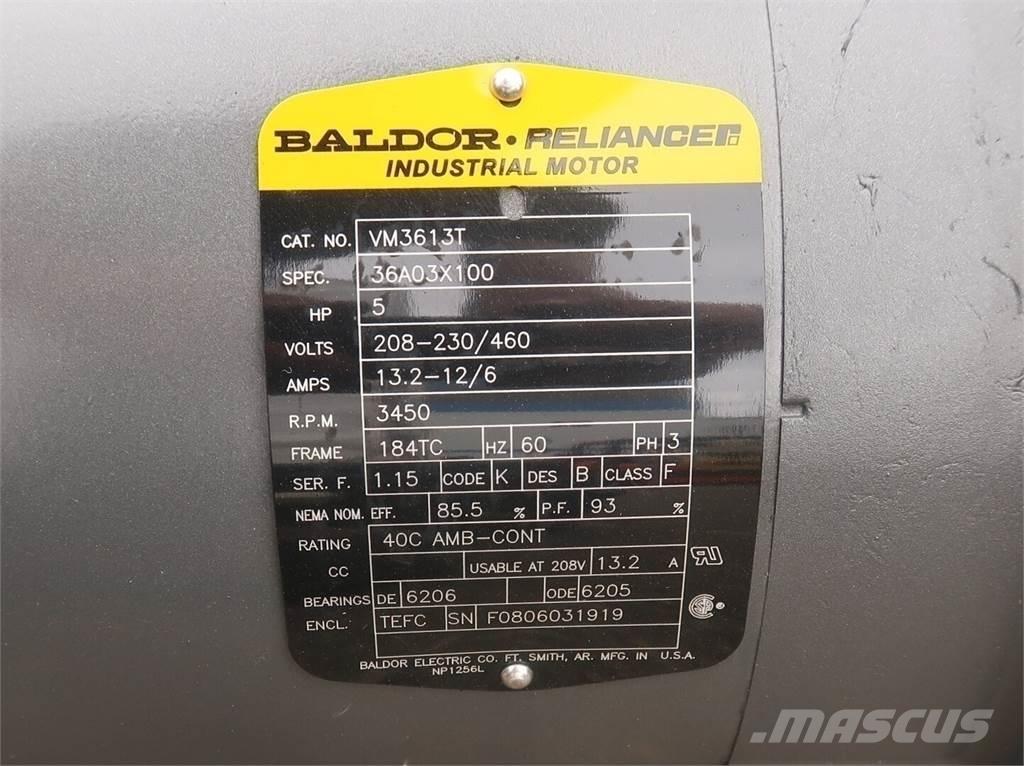 BALDOR • RELIANCE
INDUSTRIAL MOTOR
CAT. NO. VM3613T
SPEC. 36A03X100
HP 5
VOLTS 208-230/460
AMPS 13.2-12/6
R.P.M. 3450
FRAME 184TC HZ 60 PH 3
SER. F. 1.15 CODE K DES B CLASS F
NEMA NOM. EFF. 85.5 % P.F. 93 %
RATING 40C AMB-CONT
CC USABLE AT 208V 13.2 A
BEARINGS DE 6206 ODE 6205
ENCL. TEFC SN F0806031919
BALDOR ELECTRIC CO. FT. SMITH, AR. MFG. IN U.S.A.
NP1256L
MASCUS